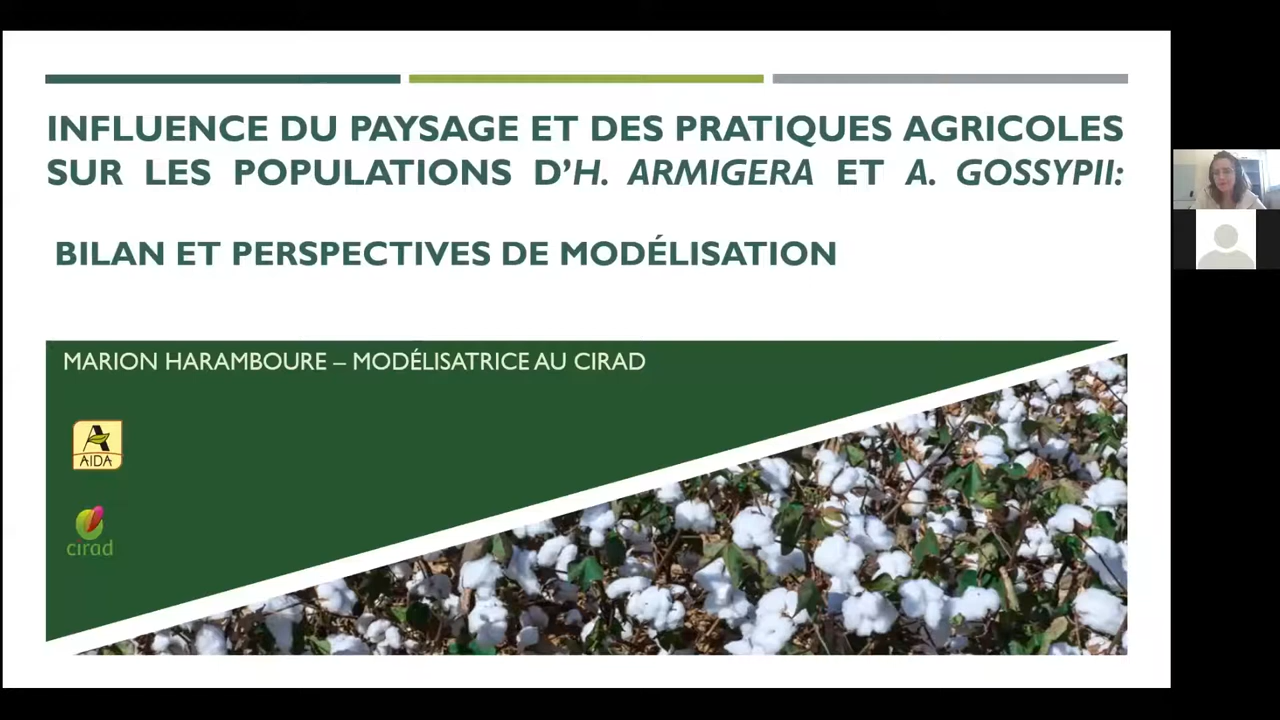 INFLUENCE DU PAYSAGE ET DES PRATIQUES AGRICOLES
SUR LES POPULATIONS D’H. ARMIGERA ET A. GOSSYPII:
BILAN ET PERSPECTIVES DE MODÉLISATION
MARION HARAMBOURE – MODÉLISATRICE AU CIRAD
A
AIDA
cirad